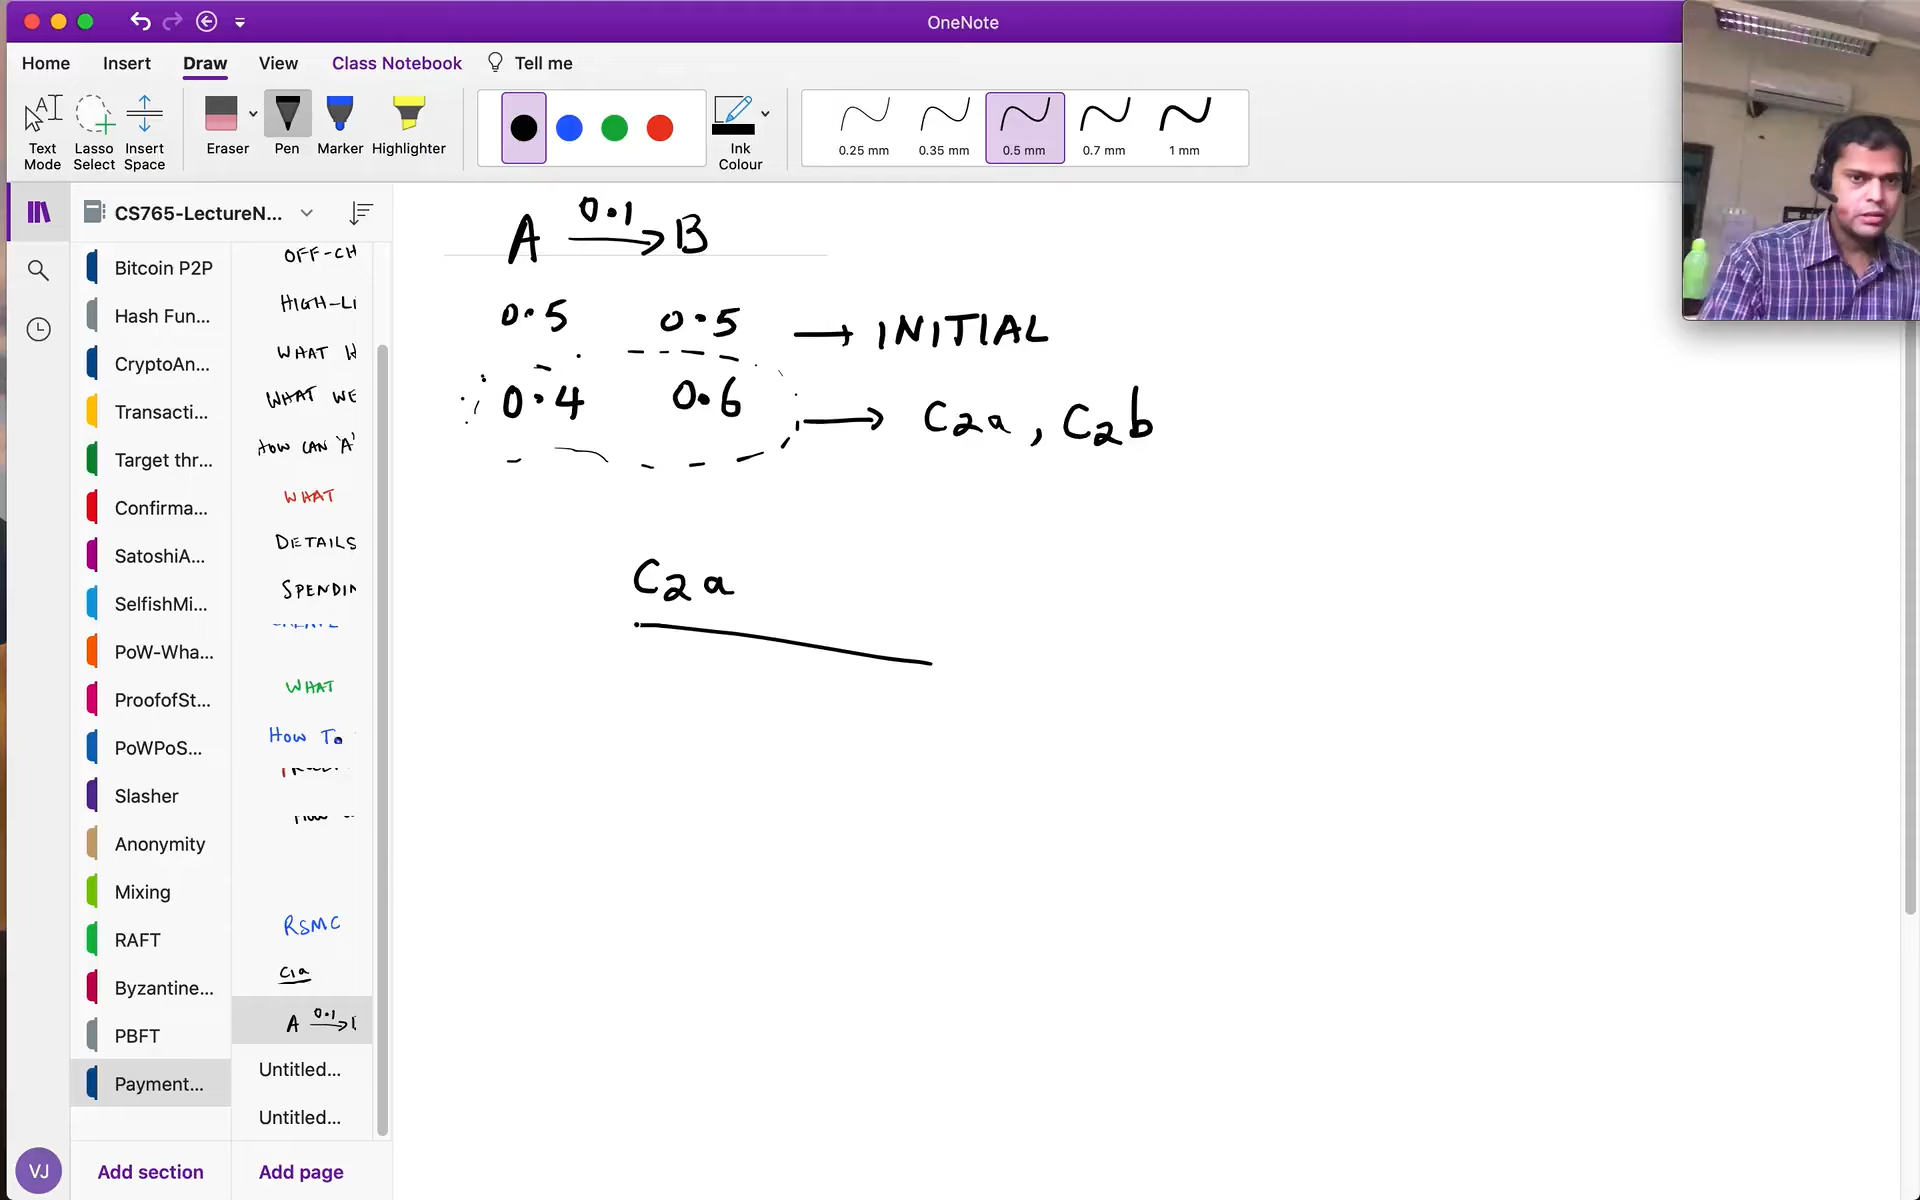 OneNote
Home Insert Draw View Class Notebook Tell me
Text Mode
Lasso Select
Insert Space
Eraser
Pen
Marker
Highlighter
Ink Colour
0.25 mm
0.35 mm
0.5 mm
0.7 mm
1 mm
CS765-LectureN...
Bitcoin P2P
Hash Fun...
CryptoAn...
Transacti...
Target thr...
Confirma...
SatoshiA...
SelfishMi...
PoW-Wha...
ProofofSt...
PoWPoS...
Slasher
Anonymity
Mixing
RAFT
Byzantine...
PBFT
Payment...
Add section
VJ
OFF-CH
HIGH-LI
WHAT H
WHAT WE
HOW CAN 'A'
WHAT
DETAILS
SPENDIN
WHAT
HOW TO
RSMC
C1a
A 0.1 →
Untitled...
Untitled...
Add page
A 0.1 → B
0.5 0.5 → INITIAL
0.4 0.6 → C2a, C2b
C2a